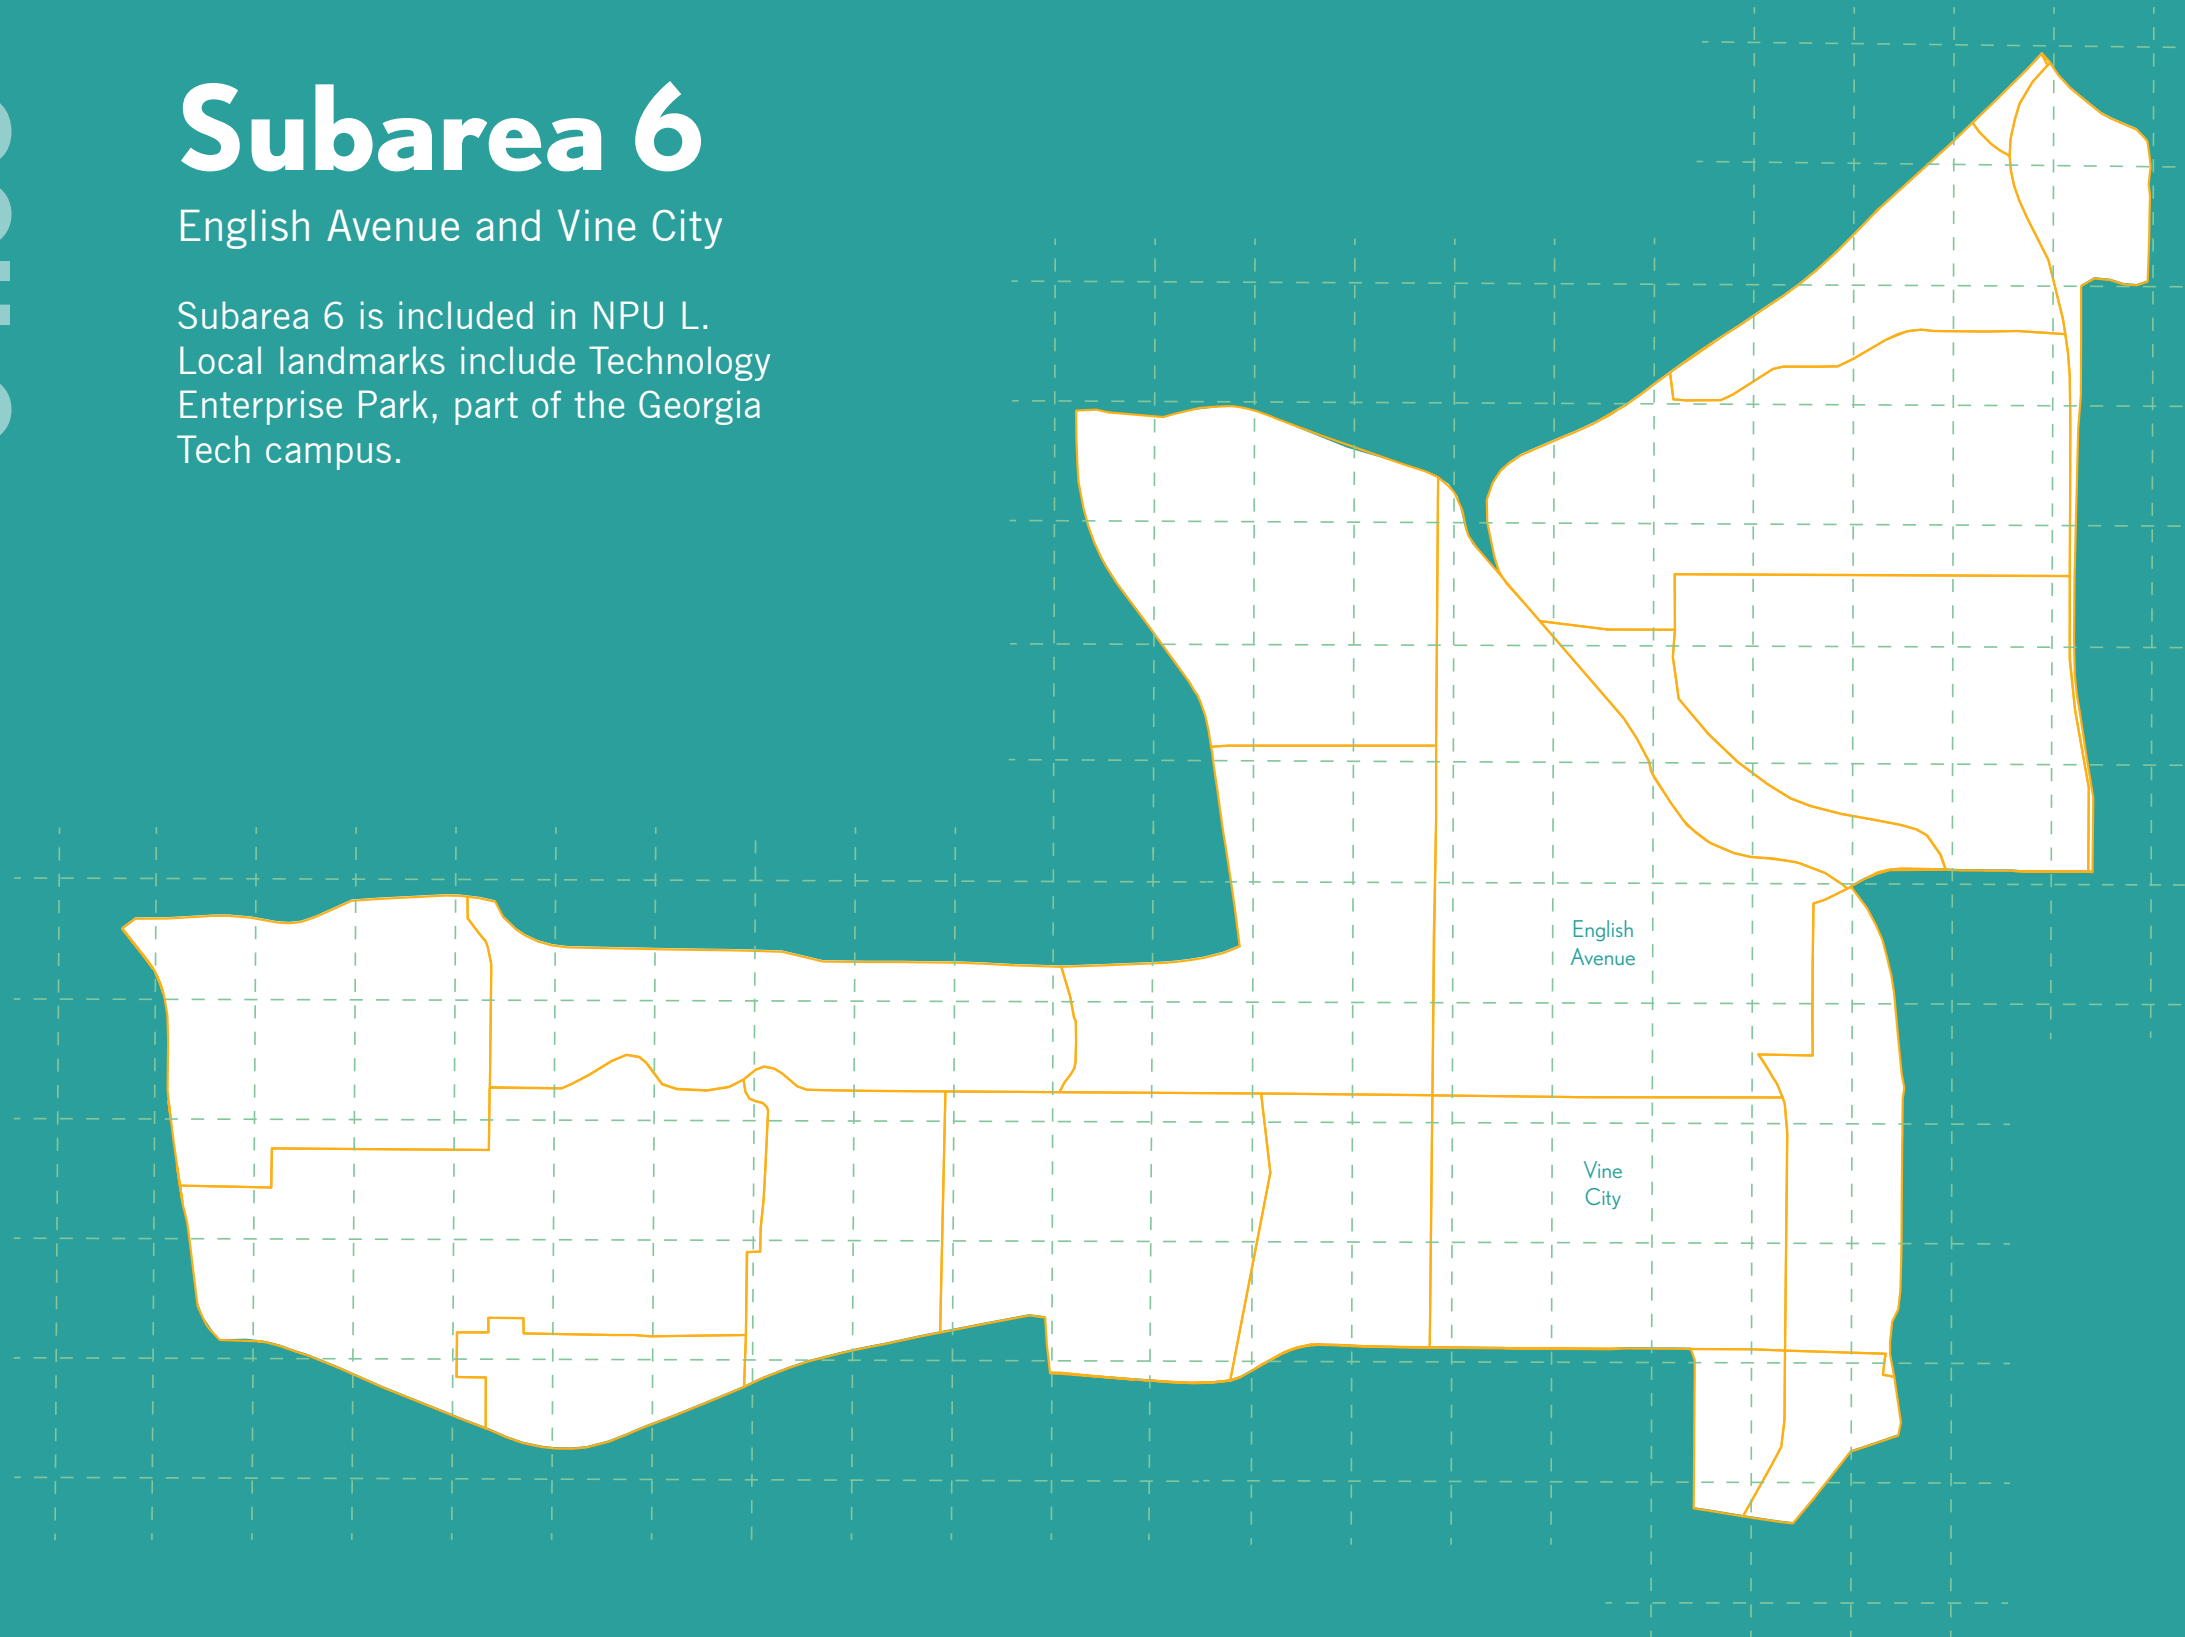 Subarea 6
English Avenue and Vine City
Subarea 6 is included in NPU L.
Local landmarks include Technology
Enterprise Park, part of the Georgia
Tech campus.
English
Avenue
Vine
City